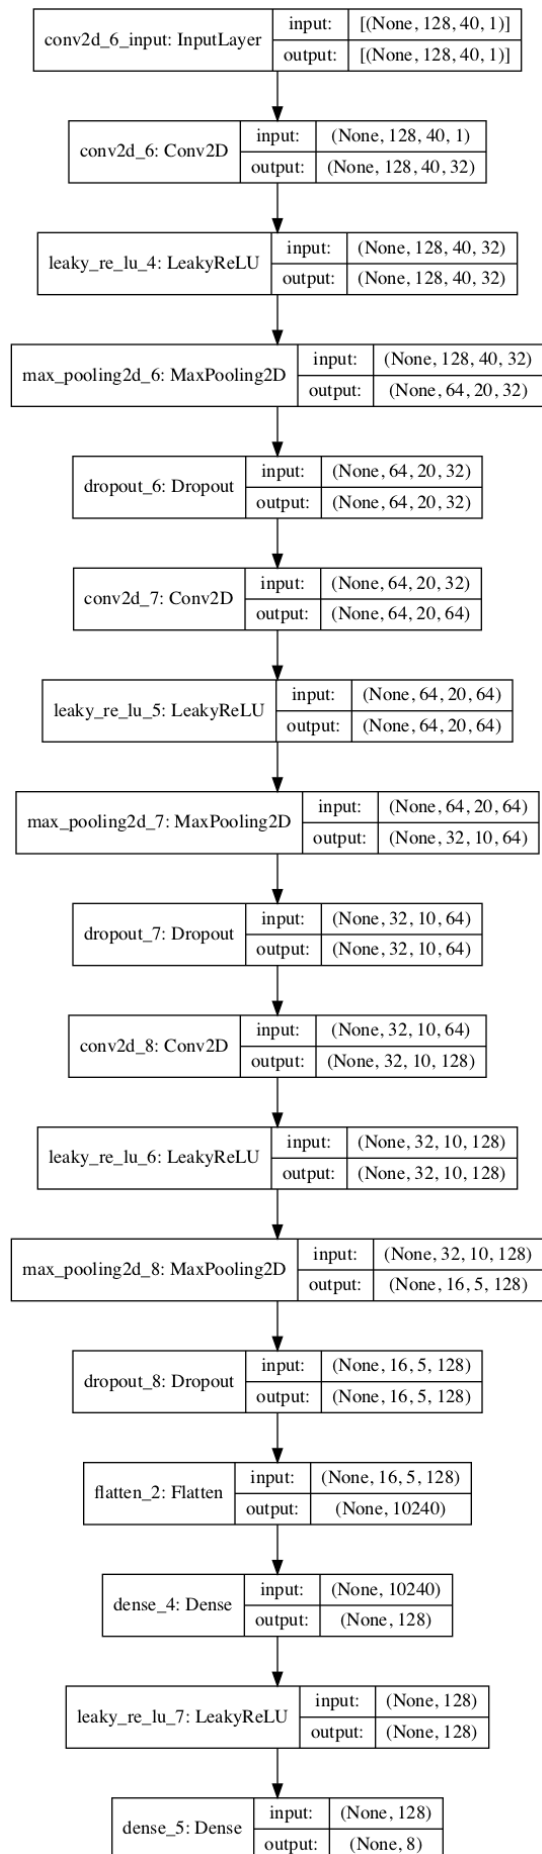 conv2d_6_input: InputLayer
input: [(None, 128, 40, 1)]
output: [(None, 128, 40, 1)]
conv2d_6: Conv2D
input: (None, 128, 40, 1)
output: (None, 128, 40, 32)
leaky_re_lu_4: LeakyReLU
input: (None, 128, 40, 32)
output: (None, 128, 40, 32)
max_pooling2d_6: MaxPooling2D
input: (None, 128, 40, 32)
output: (None, 64, 20, 32)
dropout_6: Dropout
input: (None, 64, 20, 32)
output: (None, 64, 20, 32)
conv2d_7: Conv2D
input: (None, 64, 20, 32)
output: (None, 64, 20, 64)
leaky_re_lu_5: LeakyReLU
input: (None, 64, 20, 64)
output: (None, 64, 20, 64)
max_pooling2d_7: MaxPooling2D
input: (None, 64, 20, 64)
output: (None, 32, 10, 64)
dropout_7: Dropout
input: (None, 32, 10, 64)
output: (None, 32, 10, 64)
conv2d_8: Conv2D
input: (None, 32, 10, 64)
output: (None, 32, 10, 128)
leaky_re_lu_6: LeakyReLU
input: (None, 32, 10, 128)
output: (None, 32, 10, 128)
max_pooling2d_8: MaxPooling2D
input: (None, 32, 10, 128)
output: (None, 16, 5, 128)
dropout_8: Dropout
input: (None, 16, 5, 128)
output: (None, 16, 5, 128)
flatten_2: Flatten
input: (None, 16, 5, 128)
output: (None, 10240)
dense_4: Dense
input: (None, 10240)
output: (None, 128)
leaky_re_lu_7: LeakyReLU
input: (None, 128)
output: (None, 128)
dense_5: Dense
input: (None, 128)
output: (None, 8)